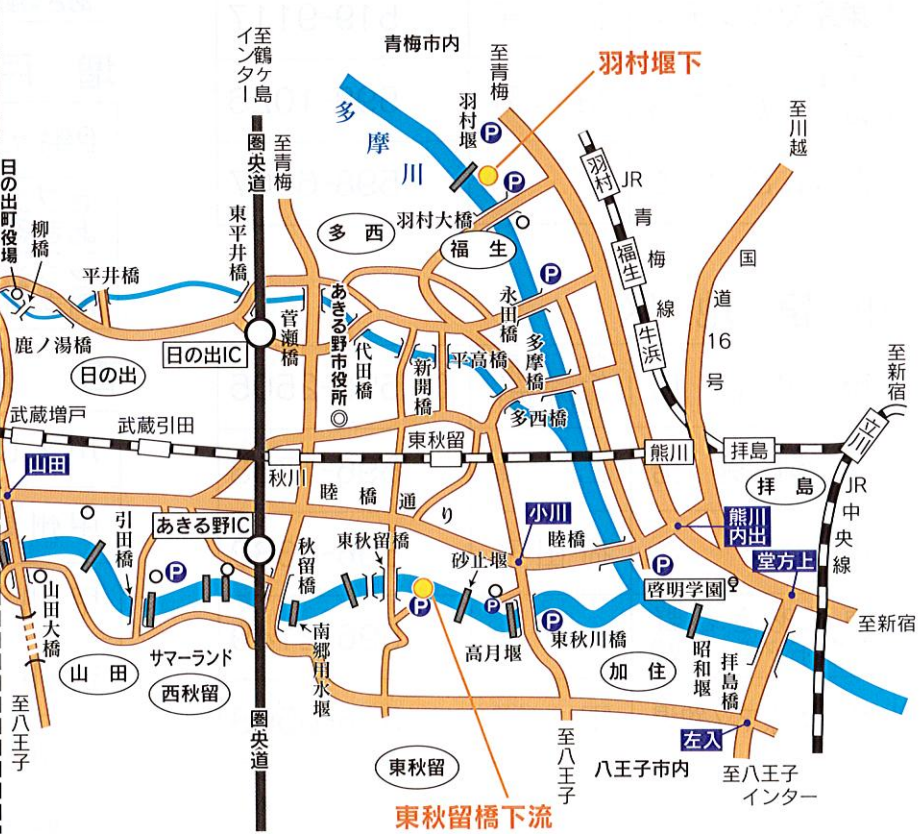 至鶴ヶ島
インター
青梅市内
至青梅
羽村堰下
多摩川
羽村堰
P
至川越
圏央道
至青梅
P
羽村
JR青梅線
日の出町役場
柳橋
平井橋
東平井橋
多西
羽村大橋
福生
福生
国道16号
P
永田橋
あきる野市役所
菅瀬橋
鹿ノ湯橋
日の出IC
代田橋
新開橋
平高橋
多摩橋
牛浜
日の出
多西橋
至新宿
武蔵増戸
武蔵引田
東秋留
熊川
拝島
立川
秋川
山田
睦橋通り
拝島
JR中央線
引田橋
あきる野IC
東秋留橋
小川
熊川
内出
秋留橋
砂止堰
睦橋
堂方上
P
P
P
P
P
啓明学園
山田大橋
至新宿
サマーランド
南郷用水堰
高月堰
東秋川橋
昭和堰
拝島橋
山田
西秋留
加住
至八王子
圏央道
左入
東秋留
至八王子
八王子市内
至八王子
インター
東秋留橋下流